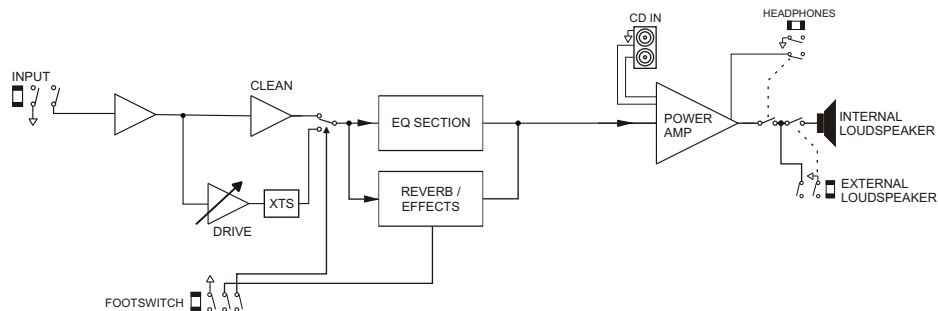 HEADPHONES
CD IN
INPUT
CLEAN
EQ SECTION
POWER
AMP
INTERNAL
LOUDSPEAKER
REVERB /
EFFECTS
XTS
DRIVE
EXTERNAL
LOUDSPEAKER
FOOTSWITCH